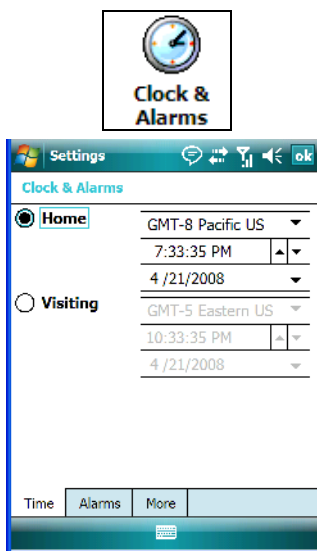 Clock &
Alarms
Settings ok
Clock & Alarms
Home GMT-8 Pacific US
7:33:35 PM
4 /21/2008
Visiting GMT-5 Eastern US
10:33:35 PM
4 /21/2008
Time Alarms More